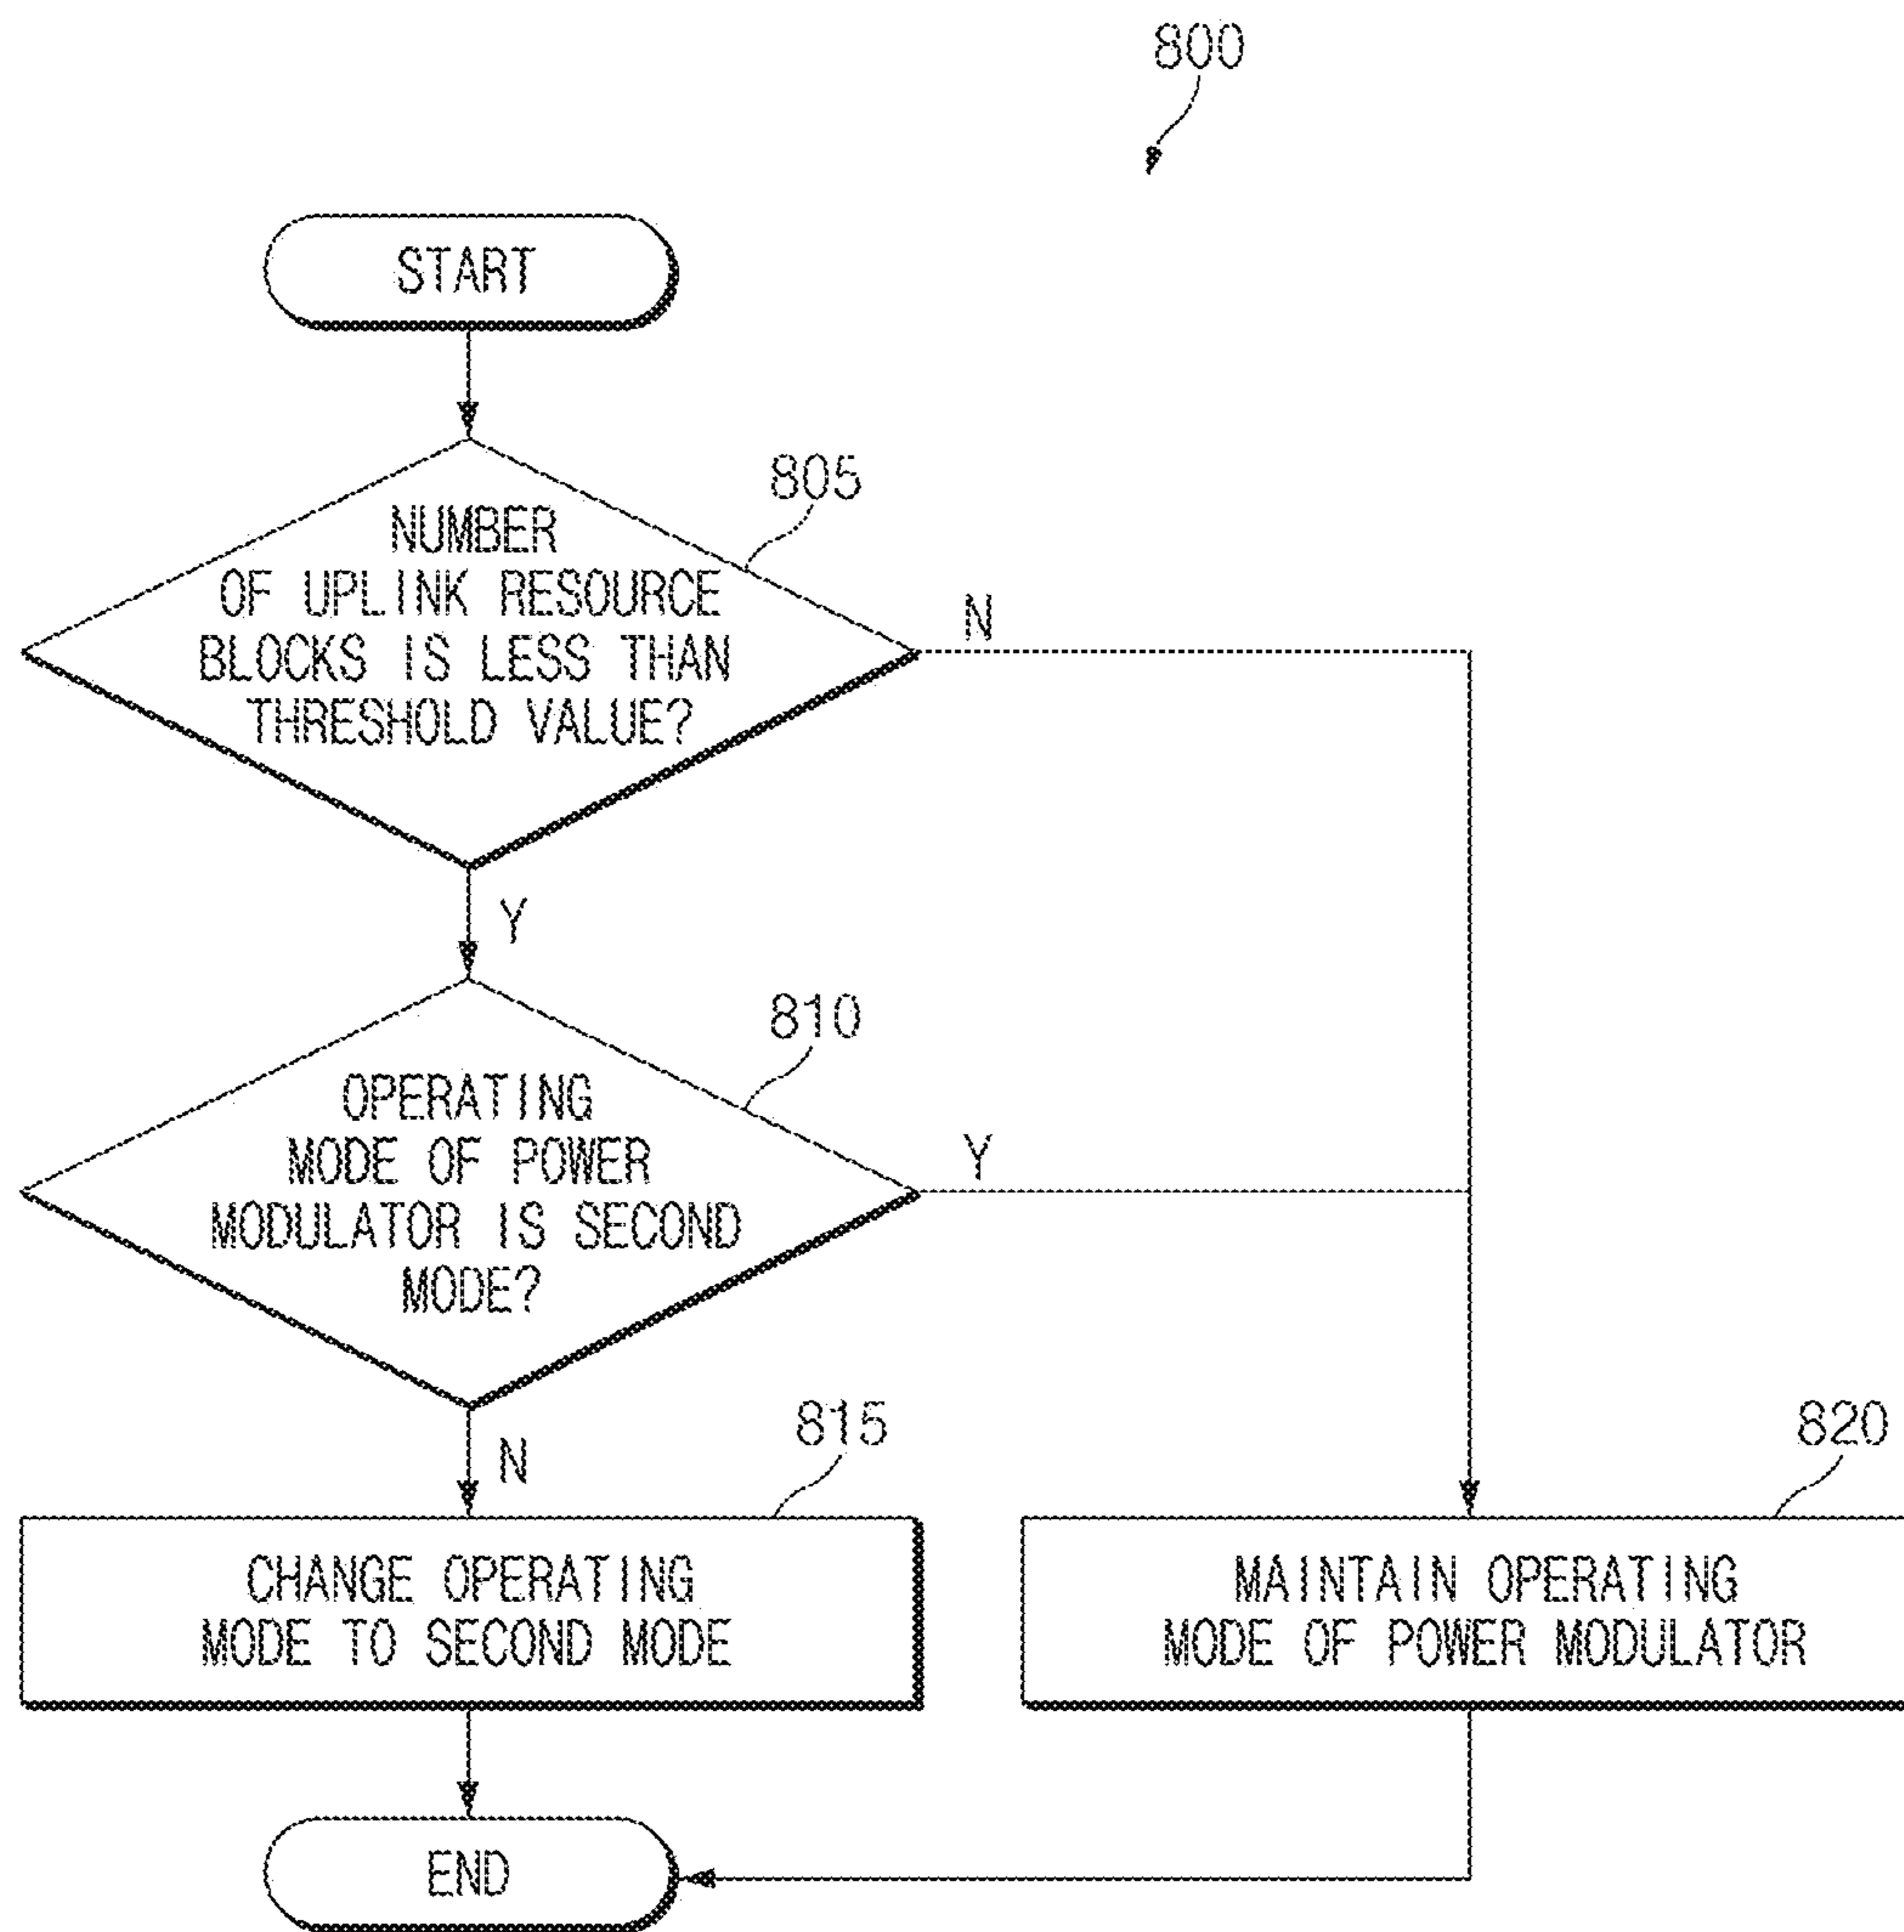 800
START
805
NUMBER
OF UPLINK RESOURCE
BLOCKS IS LESS THAN
THRESHOLD VALUE?
N
Y
810
OPERATING
MODE OF POWER
MODULATOR IS SECOND
MODE?
Y
N
815
CHANGE OPERATING
MODE TO SECOND MODE
820
MAINTAIN OPERATING
MODE OF POWER MODULATOR
END